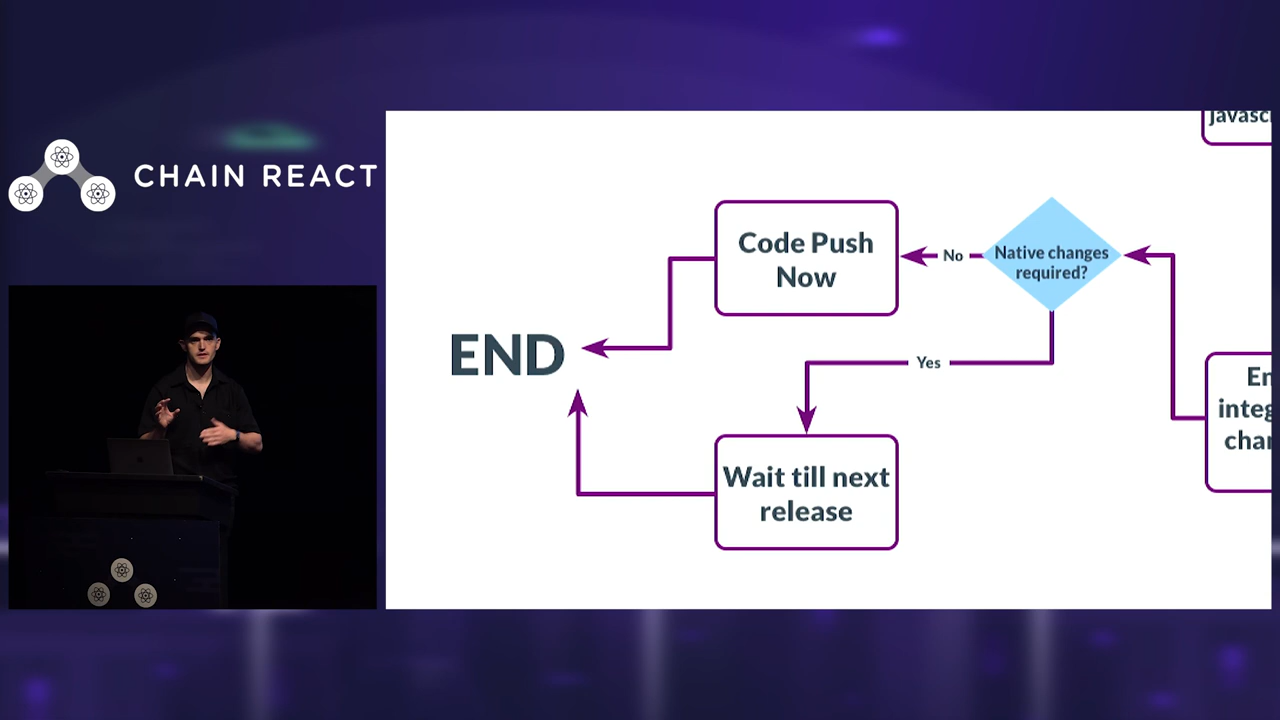 CHAIN REACT
Code Push
Now
No
Native changes
required?
END
Yes
Wait till next
release